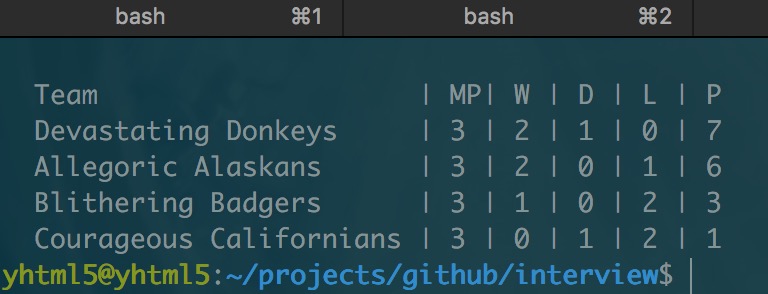 bash ⌘1 bash ⌘2
Team | MP| W | D | L | P
Devastating Donkeys | 3 | 2 | 1 | 0 | 7
Allegoric Alaskans | 3 | 2 | 0 | 1 | 6
Blithering Badgers | 3 | 1 | 0 | 2 | 3
Courageous Californians | 3 | 0 | 1 | 2 | 1
yhtml5@yhtml5:~/projects/github/interview$